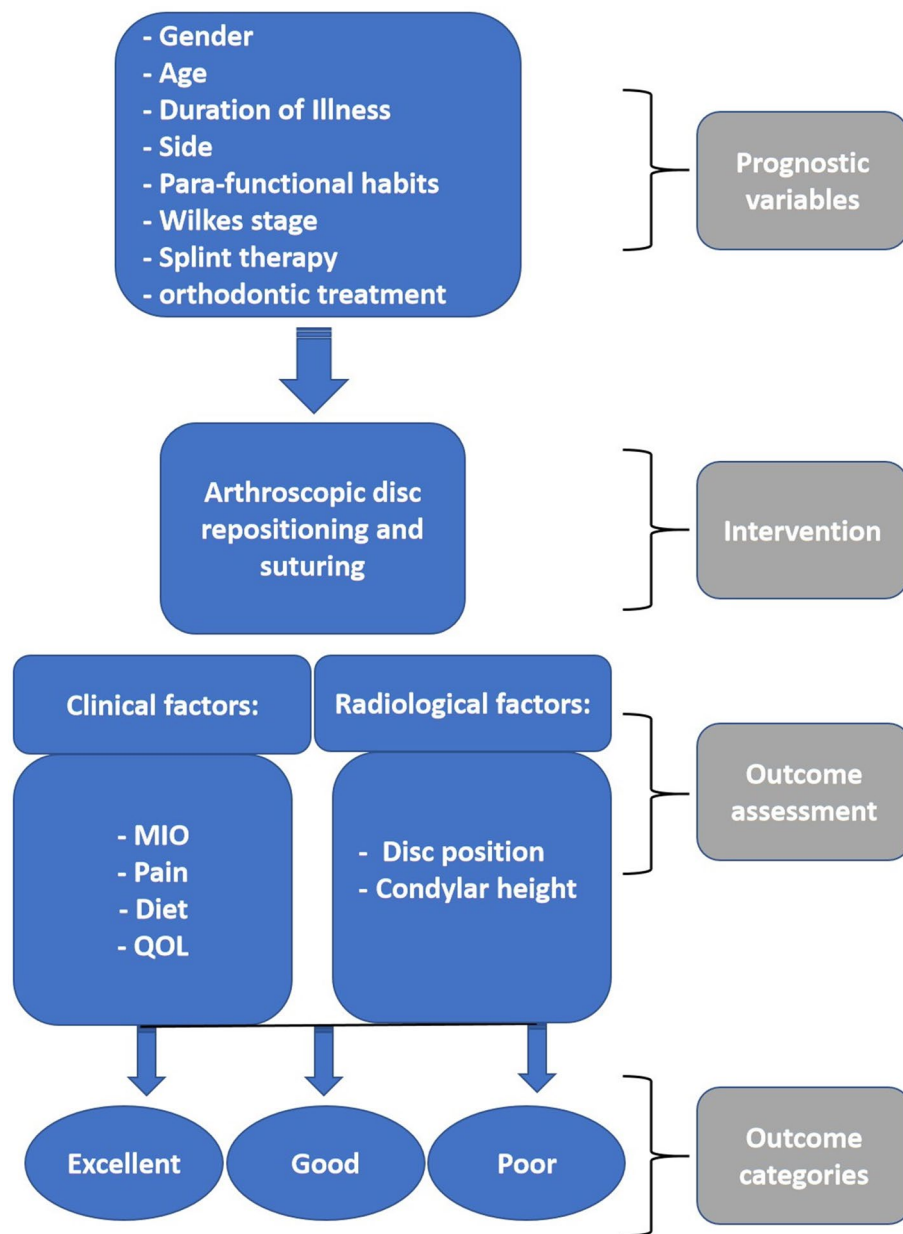 - Gender
- Age
- Duration of Illness
- Side
- Para-functional habits
- Wilkes stage
- Splint therapy
- orthodontic treatment
Prognostic
variables
Arthroscopic disc
repositioning and
suturing
Intervention
Clinical factors:
Radiological factors:
- MIO
- Pain
- Diet
- QOL
- Disc position
- Condylar height
Outcome
assessment
Excellent
Good
Poor
Outcome
categories